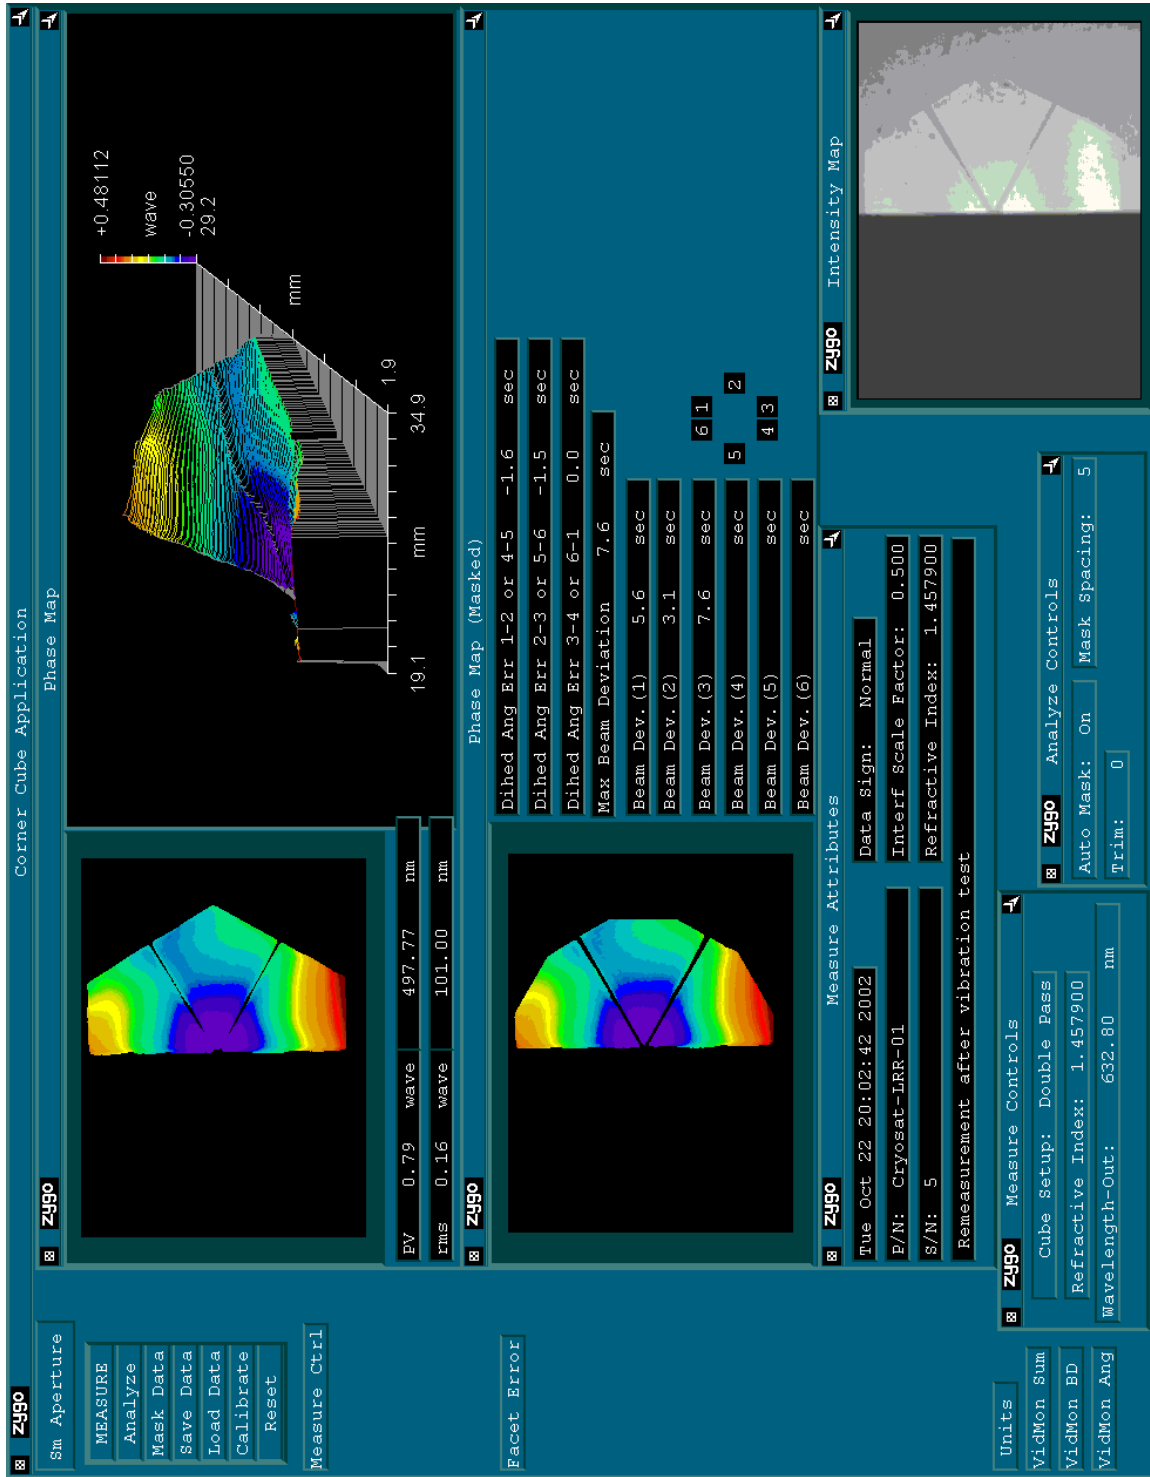 zygo Corner Cube Application
Sm Aperture
MEASURE
Analyze
Mask Data
Save Data
Load Data
Calibrate
Reset
Measure Ctrl
Facet Error
Units
VidMon Sum
VidMon BD
VidMon Ang
zygo Phase Map
PV 0.79 wave 497.77 nm
rms 0.16 wave 101.00 nm
+0.48112
wave
-0.30550
29.2
mm
1.9
34.9
mm
19.1
zygo Phase Map (Masked)
Dihed Ang Err 1-2 or 4-5 -1.6 sec
Dihed Ang Err 2-3 or 5-6 -1.5 sec
Dihed Ang Err 3-4 or 6-1 0.0 sec
Max Beam Deviation 7.6 sec
Beam Dev.(1) 5.6 sec
Beam Dev.(2) 3.1 sec
Beam Dev.(3) 7.6 sec
Beam Dev.(4) sec
Beam Dev.(5) sec
Beam Dev.(6) sec
6 1
5 2
4 3
zygo Measure Attributes
Tue Oct 22 20:02:42 2002
Data Sign: Normal
P/N: Cryosat-LRR-01
Interf Scale Factor: 0.500
S/N: 5
Refractive Index: 1.457900
Remeasurement after vibration test
zygo Intensity Map
zygo Measure Controls
Cube Setup: Double Pass
Refractive Index: 1.457900
Wavelength-Out: 632.80 nm
zygo Analyze Controls
Auto Mask: On
Mask Spacing: 5
Trim: 0